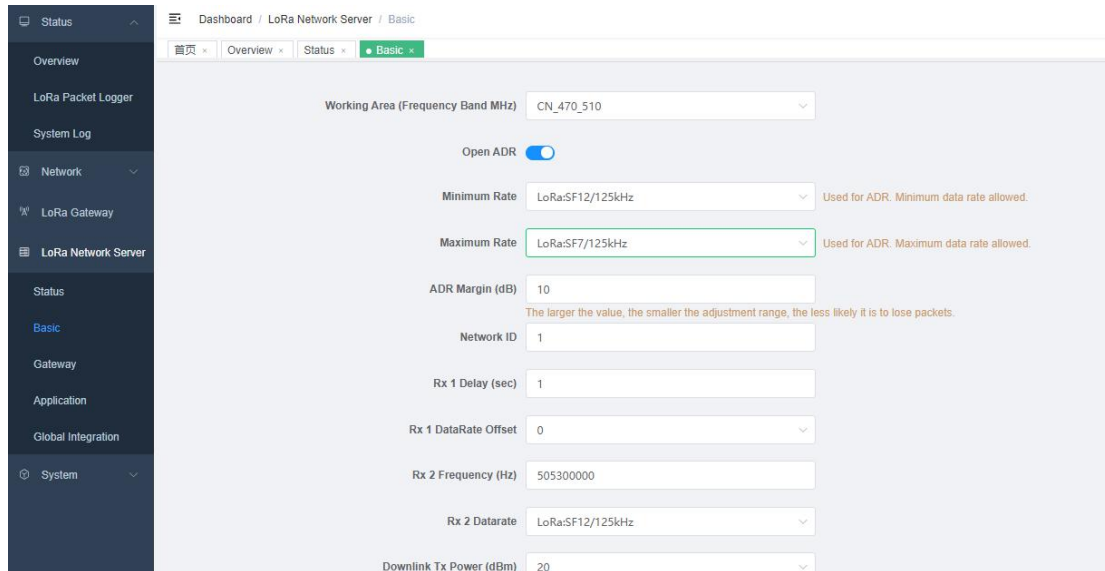 Status
Overview
LoRa Packet Logger
System Log
Network
LoRa Gateway
LoRa Network Server
Status
Basic
Gateway
Application
Global Integration
System
Dashboard / LoRa Network Server / Basic
首页 × Overview × Status × Basic ×
Working Area (Frequency Band MHz) CN_470_510
Open ADR
Minimum Rate LoRa:SF12/125kHz Used for ADR. Minimum data rate allowed.
Maximum Rate LoRa:SF7/125kHz Used for ADR. Maximum data rate allowed.
ADR Margin (dB) 10
The larger the value, the smaller the adjustment range, the less likely it is to lose packets.
Network ID 1
Rx 1 Delay (sec) 1
Rx 1 DataRate Offset 0
Rx 2 Frequency (Hz) 505300000
Rx 2 Datarate LoRa:SF12/125kHz
Downlink Tx Power (dBm) 20